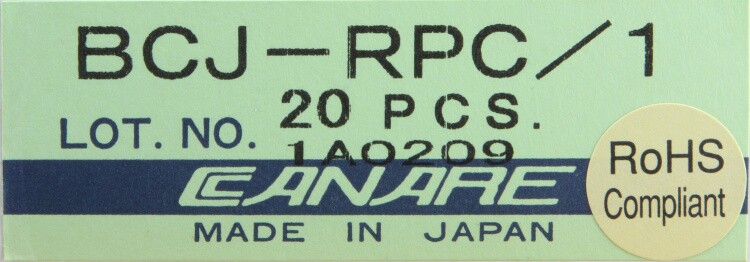 BCJ-RPC/1
20 PCS.
LOT. NO. 1A0209
CANARE
MADE IN JAPAN
RoHS
Compliant